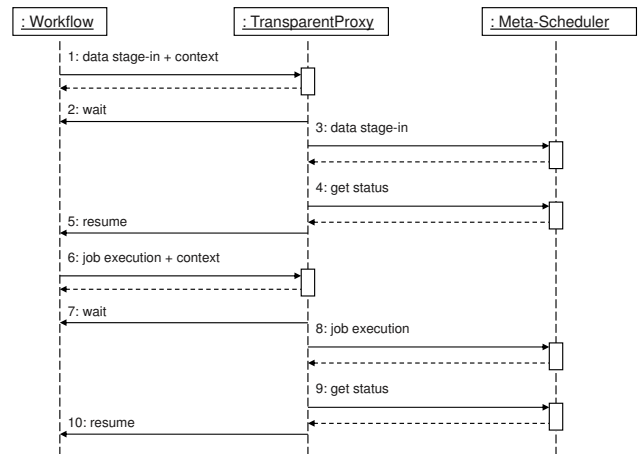 : Workflow
: TransparentProxy
: Meta-Scheduler
1: data stage-in + context
2: wait
3: data stage-in
4: get status
5: resume
6: job execution + context
7: wait
8: job execution
9: get status
10: resume